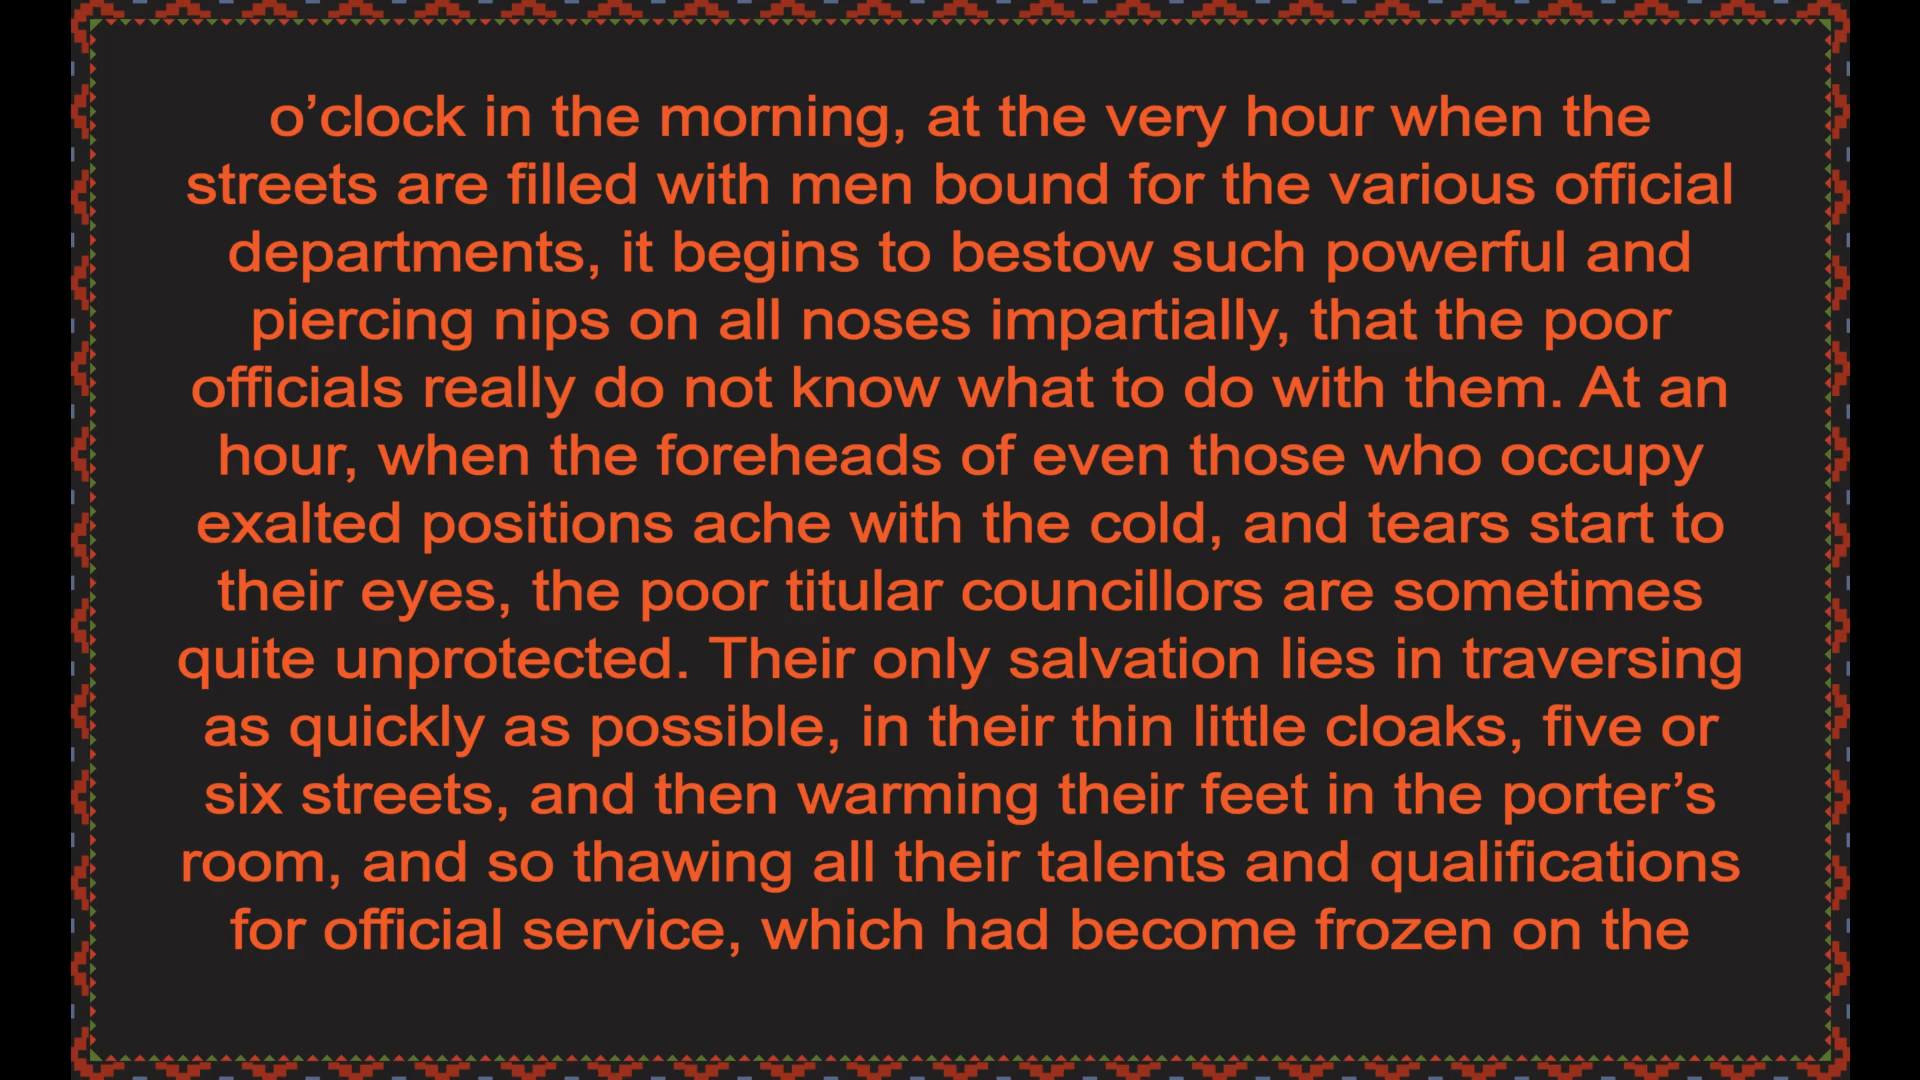 o’clock in the morning, at the very hour when the
streets are filled with men bound for the various official
departments, it begins to bestow such powerful and
piercing nips on all noses impartially, that the poor
officials really do not know what to do with them. At an
hour, when the foreheads of even those who occupy
exalted positions ache with the cold, and tears start to
their eyes, the poor titular councillors are sometimes
quite unprotected. Their only salvation lies in traversing
as quickly as possible, in their thin little cloaks, five or
six streets, and then warming their feet in the porter’s
room, and so thawing all their talents and qualifications
for official service, which had become frozen on the